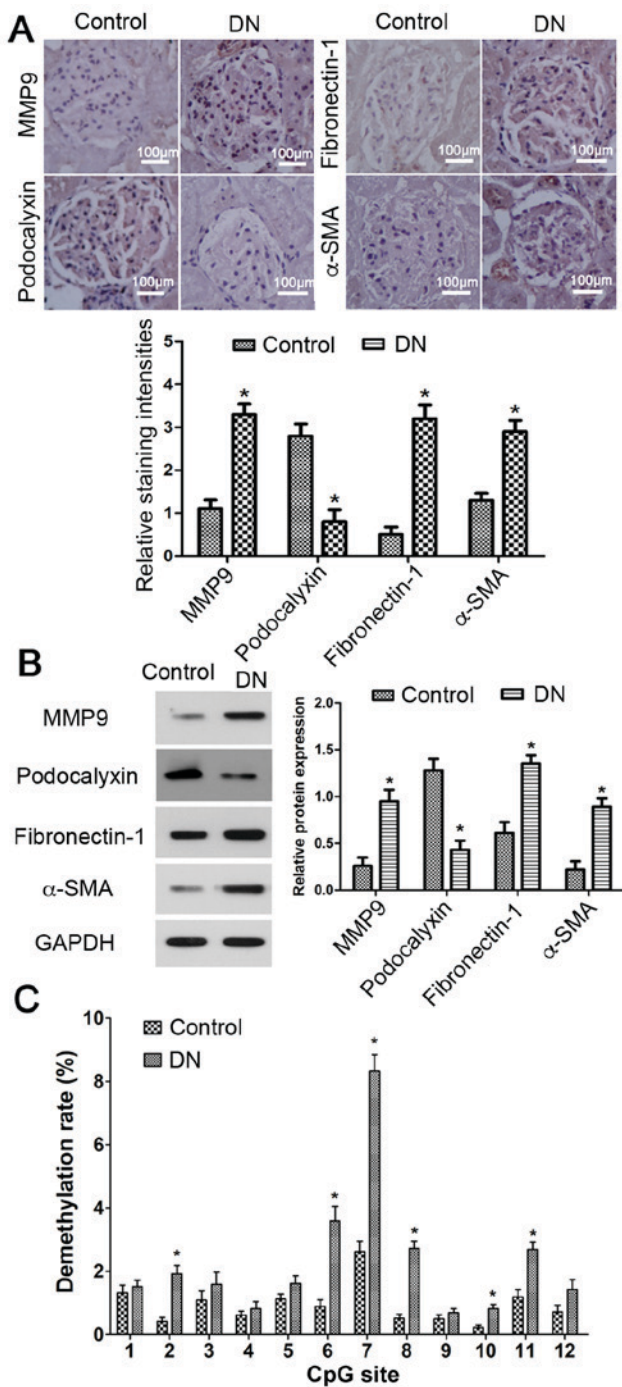 A
Control
DN
Control
DN
MMP9
100μm
100μm
Fibronectin-1
100μm
100μm
Podocalyxin
100μm
100μm
α-SMA
100μm
100μm
Control
DN
Relative staining intensities
5
4
3
2
1
0
*
*
*
*
MMP9
Podocalyxin
Fibronectin-1
α-SMA
B
Control
DN
MMP9
Podocalyxin
Fibronectin-1
α-SMA
GAPDH
Control
DN
Relative protein expression
2.0
1.5
1.0
0.5
0.0
*
*
*
*
MMP9
Podocalyxin
Fibronectin-1
α-SMA
C
Control
DN
Demethylation rate (%)
10
8
6
4
2
0
*
*
*
*
*
*
1 2 3 4 5 6 7 8 9 10 11 12
CpG site